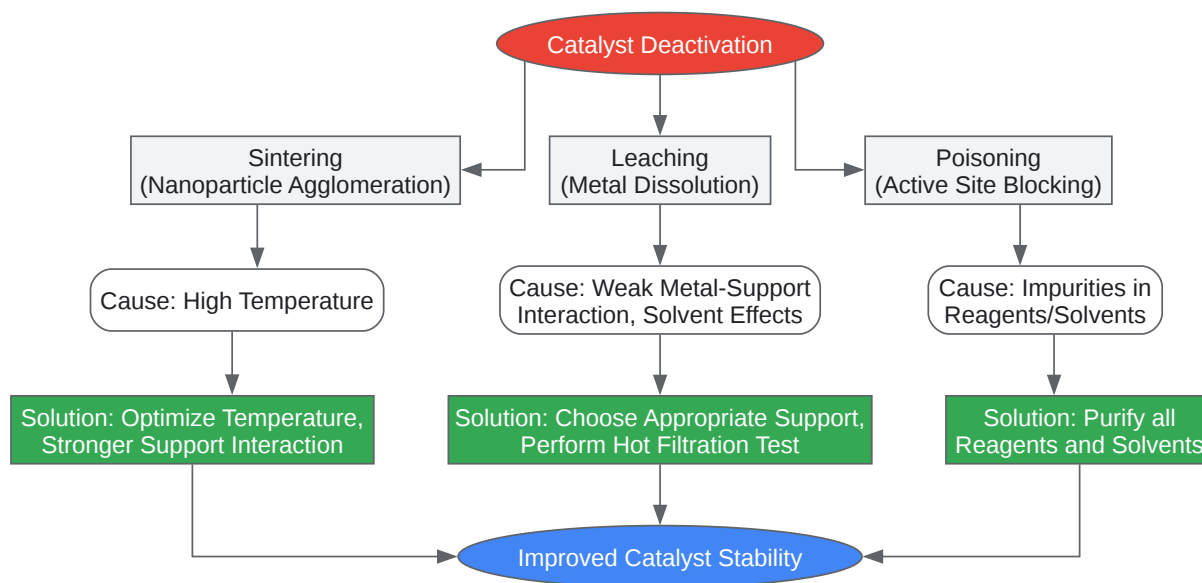 Catalyst Deactivation
Sintering
(Nanoparticle Agglomeration)
Leaching
(Metal Dissolution)
Poisoning
(Active Site Blocking)
Cause: High Temperature
Cause: Weak Metal-Support
Interaction, Solvent Effects
Cause: Impurities in
Reagents/Solvents
Solution: Optimize Temperature,
Stronger Support Interaction
Solution: Choose Appropriate Support,
Perform Hot Filtration Test
Solution: Purify all
Reagents and Solvents
Improved Catalyst Stability